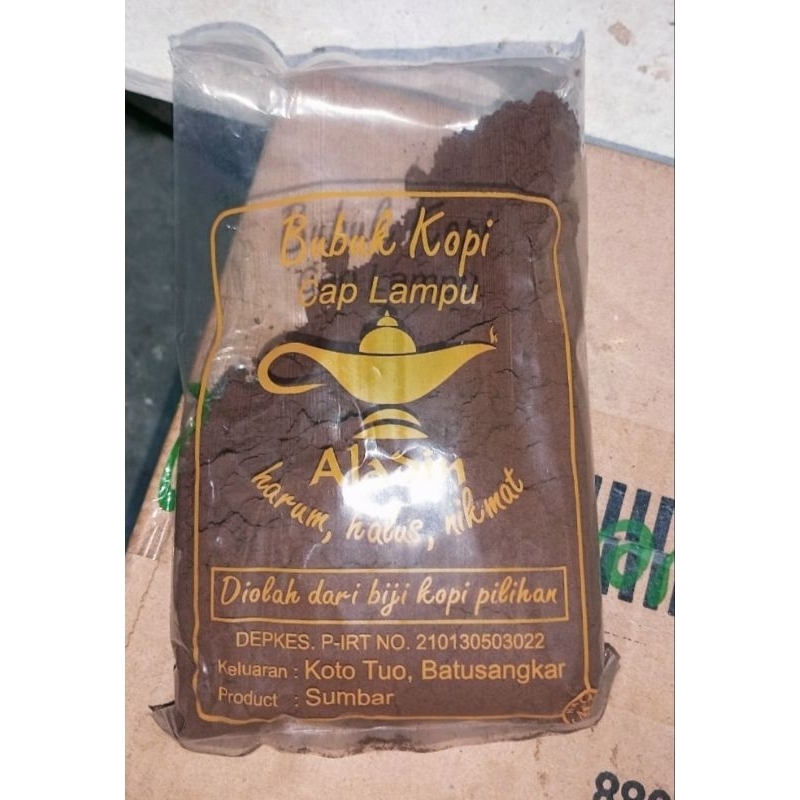 Bubuk Kopi
Cap Lampu
Aladin
harum, halus, nikmat
Diolah dari biji kopi pilihan
DEPKES. P-IRT NO. 210130503022
Keluaran : Koto Tuo, Batusangkar
Product : Sumbar